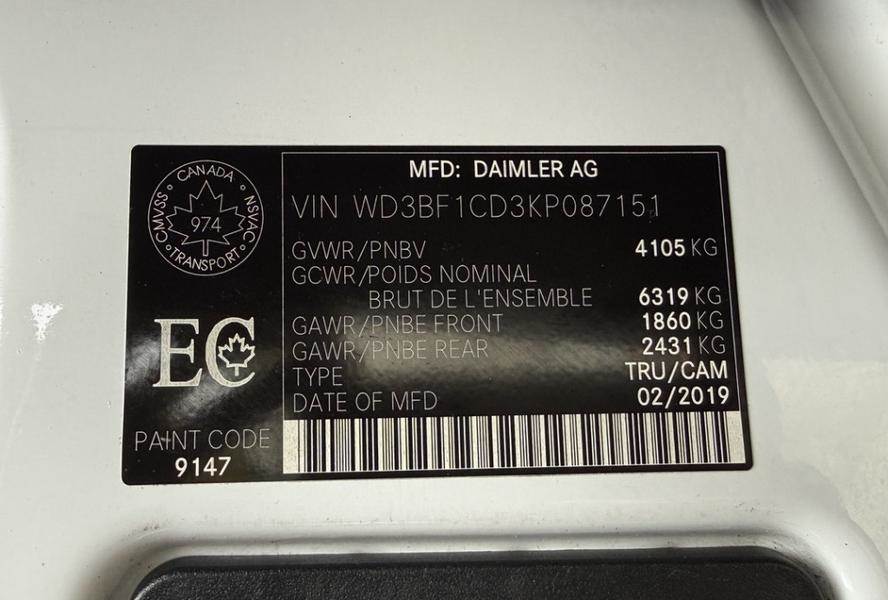 MFD: DAIMLER AG
VIN WD3BF1CD3KP087151
GVWR/PNBV 4105 KG
GCWR/POIDS NOMINAL
BRUT DE L'ENSEMBLE 6319 KG
GAWR/PNBE FRONT 1860 KG
GAWR/PNBE REAR 2431 KG
TYPE TRU/CAM
DATE OF MFD 02/2019
CANADA
CMVSS
NSVAC
974
TRANSPORT
EC
PAINT CODE
9147